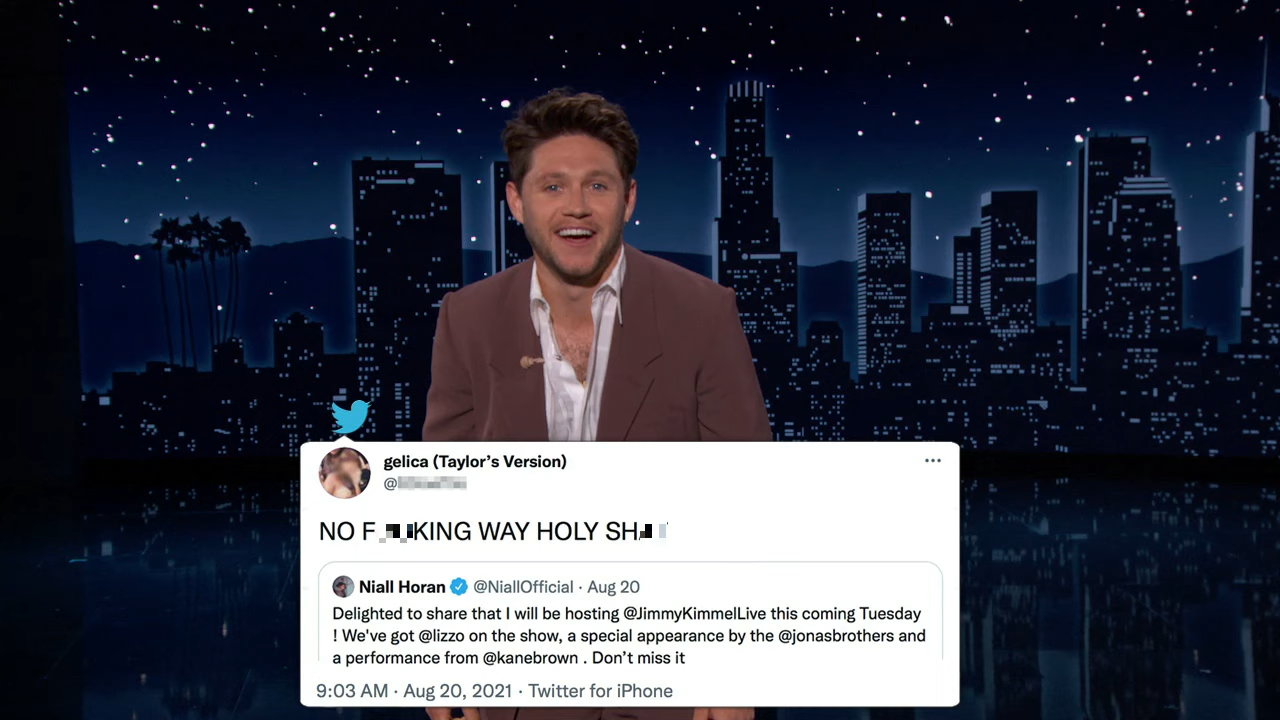 gelica (Taylor's Version)
@
NO F KING WAY HOLY SH
Niall Horan @NiallOfficial · Aug 20
Delighted to share that I will be hosting @JimmyKimmelLive this coming Tuesday
! We've got @lizzo on the show, a special appearance by the @jonasbrothers and
a performance from @kanebrown . Don't miss it
9:03 AM · Aug 20, 2021 · Twitter for iPhone